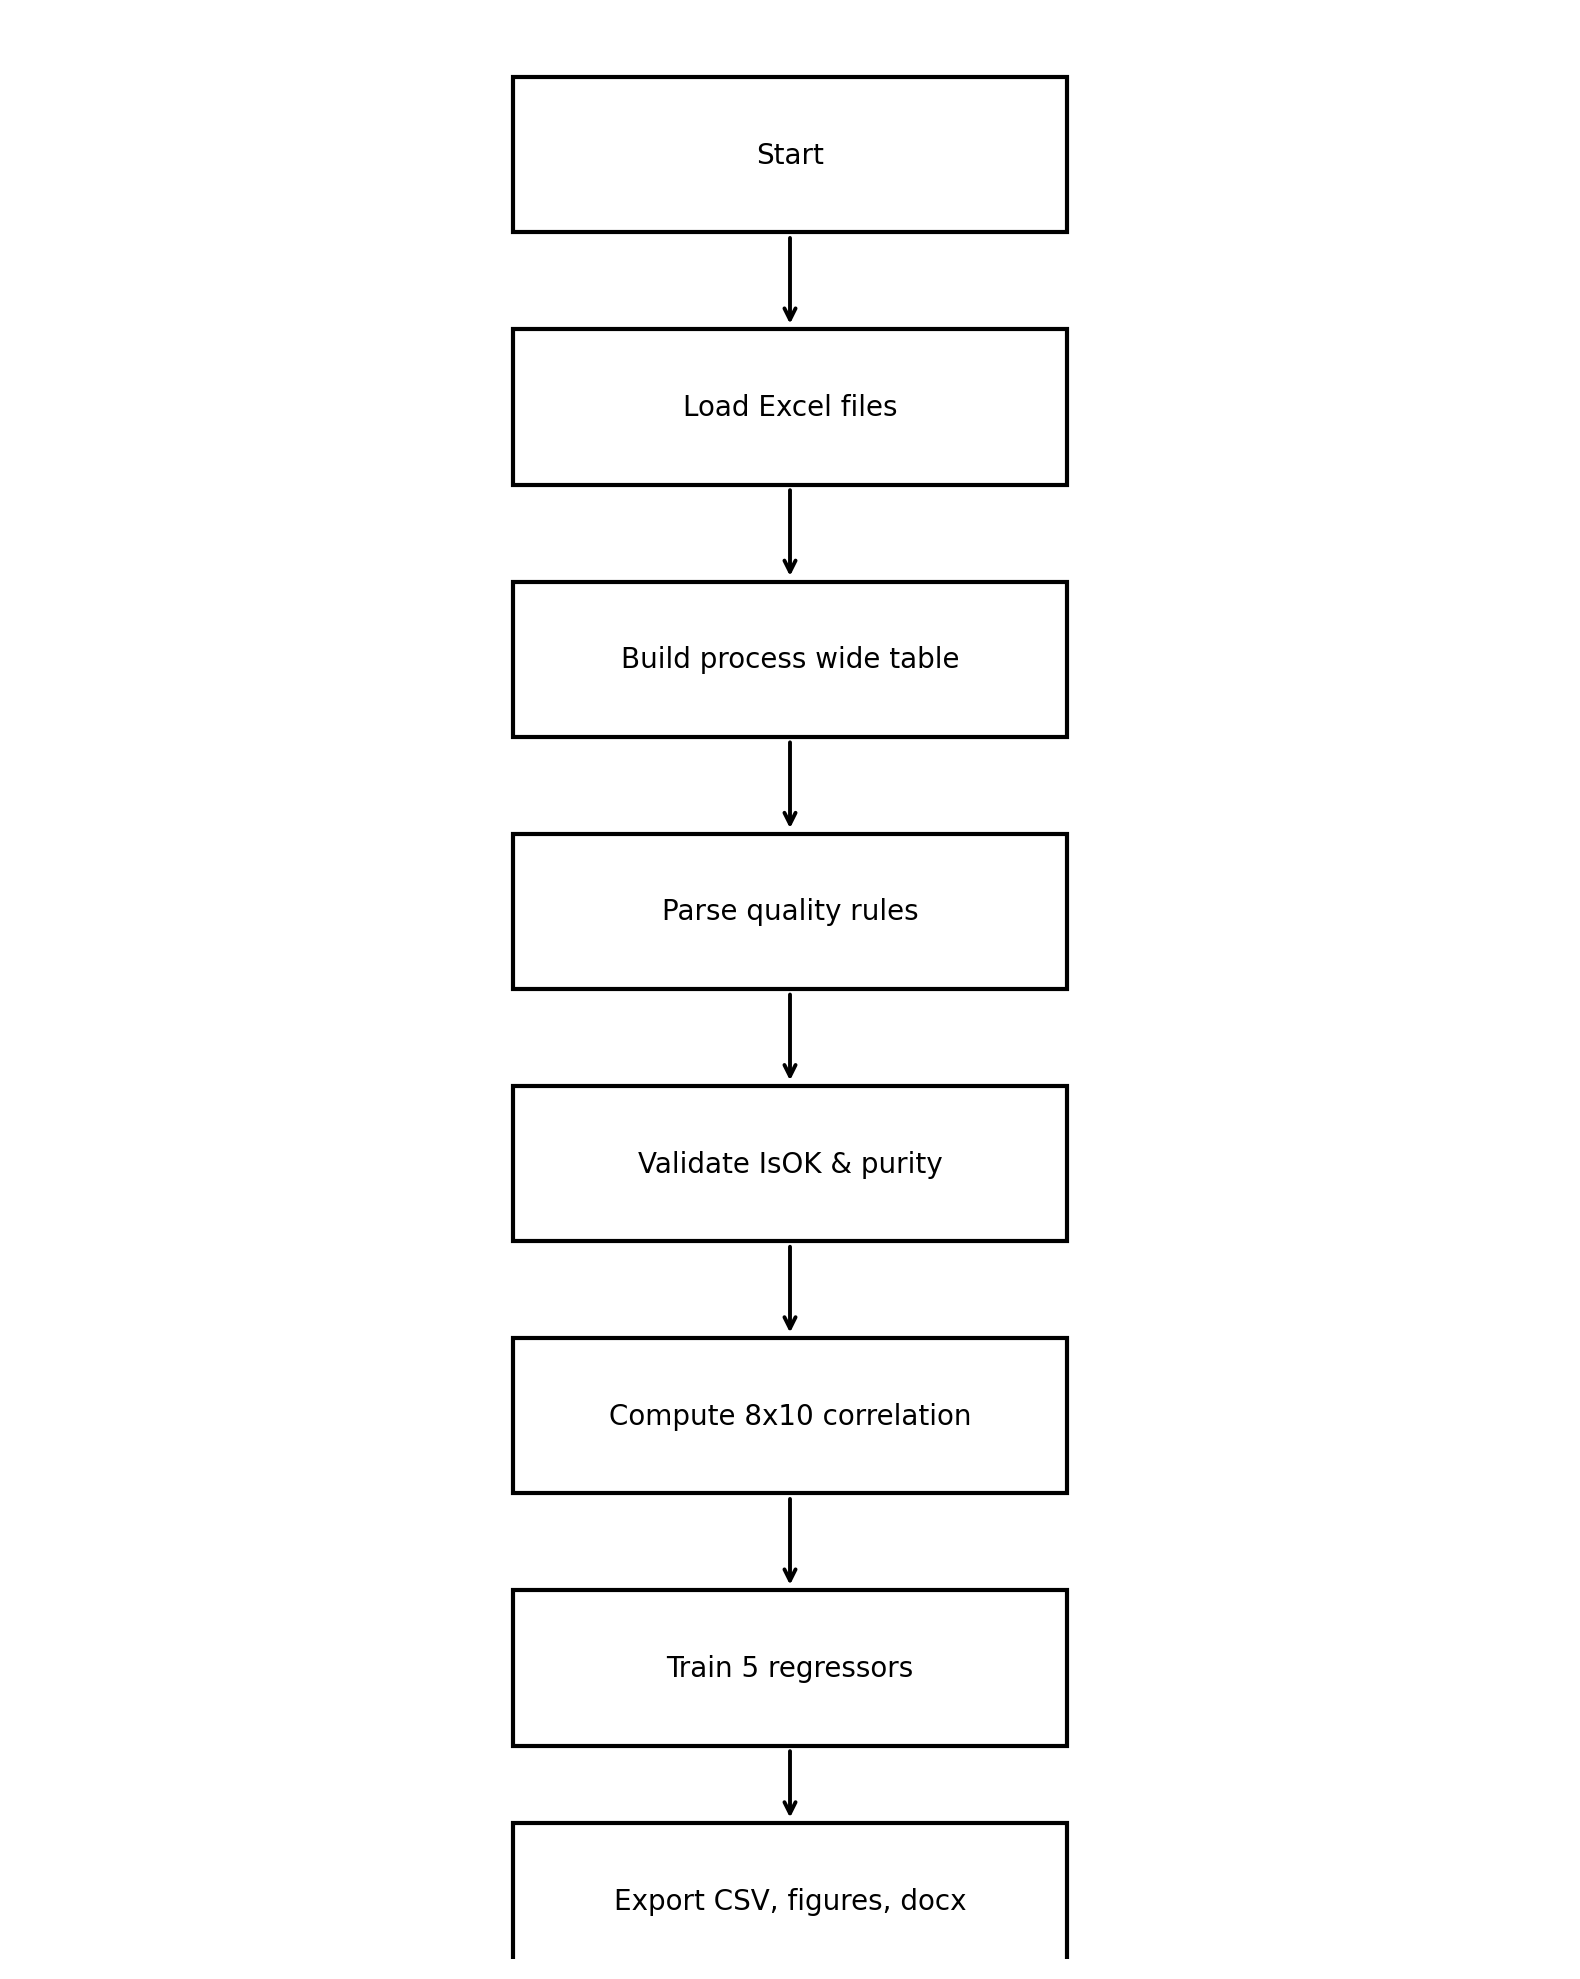 Start
Load Excel files
Build process wide table
Parse quality rules
Validate IsOK & purity
Compute 8x10 correlation
Train 5 regressors
Export CSV, figures, docx